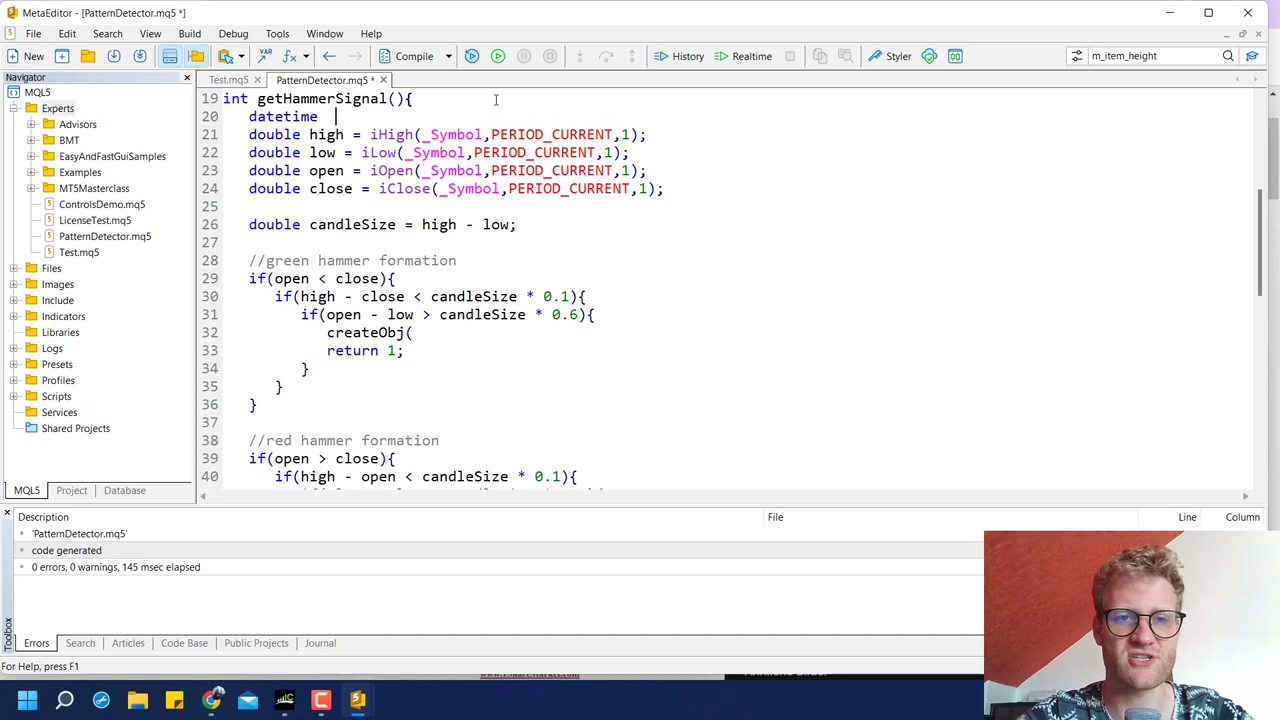 MetaEditor - [PatternDetector.mq5 *]
File Edit Search View Build Debug Tools Window Help
New Compile History Realtime Styler m_item_height
Navigator
MQL5
Experts
Advisors
BMT
EasyAndFastGuiSamples
Examples
MT5Masterclass
ControlsDemo.mq5
LicenseTest.mq5
PatternDetector.mq5
Test.mq5
Files
Images
Include
Indicators
Libraries
Logs
Presets
Profiles
Scripts
Services
Shared Projects
MQL5 Project Database
Test.mq5 PatternDetector.mq5 *
19 int getHammerSignal(){
20 datetime
21 double high = iHigh(_Symbol,PERIOD_CURRENT,1);
22 double low = iLow(_Symbol,PERIOD_CURRENT,1);
23 double open = iOpen(_Symbol,PERIOD_CURRENT,1);
24 double close = iClose(_Symbol,PERIOD_CURRENT,1);
25
26 double candleSize = high - low;
27
28 //green hammer formation
29 if(open < close){
30 if(high - close < candleSize * 0.1){
31 if(open - low > candleSize * 0.6){
32 createObj(
33 return 1;
34 }
35 }
36 }
37
38 //red hammer formation
39 if(open > close){
40 if(high - open < candleSize * 0.1){
Description File Line Column
'PatternDetector.mq5'
code generated
0 errors, 0 warnings, 145 msec elapsed
Toolbox
Errors Search Articles Code Base Public Projects Journal
For Help, press F1